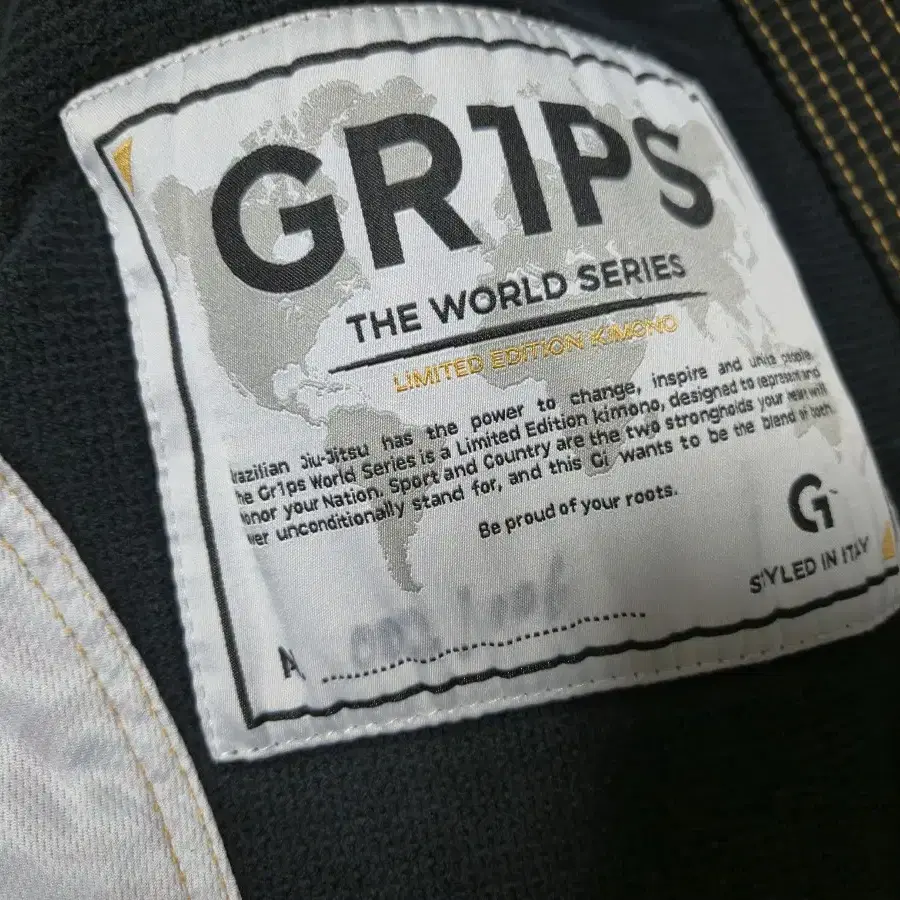 GR1PS
THE WORLD SERIES
LIMITED EDITION KIMONO
razilian Jiu-Jitsu has the power to change, inspire and unite people.
he Gr1ps World Series is a Limited Edition kimono, designed to represent and
honor your Nation. Sport and Country are the two strongholds your heart will
ver unconditionally stand for, and this Gi wants to be the blend of both.
Be proud of your roots.
G
STYLED IN ITALY
A